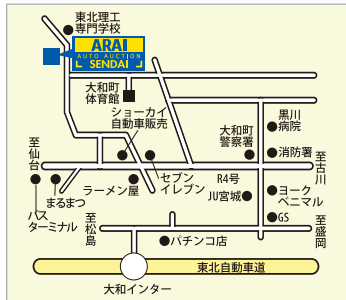 東北理工
専門学校
ARAI
AUTO AUCTION
SENDAI
大和町
体育館
ショーカイ
自動車販売
黒川
病院
大和町
警察署
消防署
至仙台
至古川
セブン
イレブン
ラーメン屋
R4号
JU宮城
ヨーク
ベニマル
まるまつ
バス
ターミナル
至松島
GS
至盛岡
パチンコ店
東北自動車道
大和インター